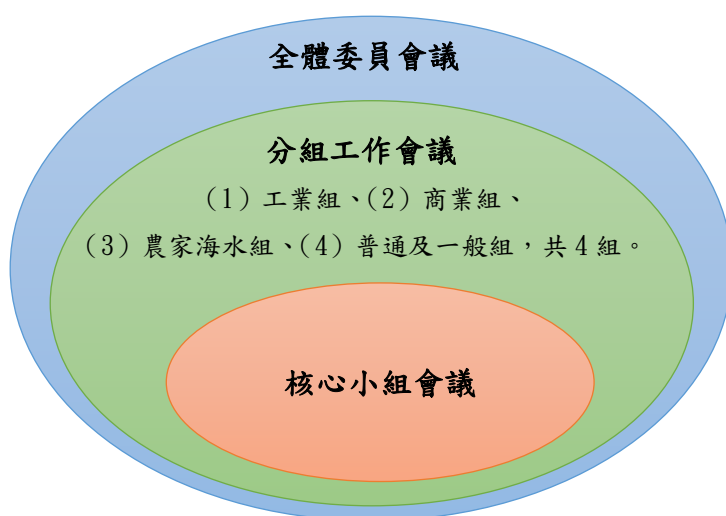 全體委員會議
分組工作會議
（1）工業組、（2）商業組、
（3）農家海水組、（4）普通及一般組，共 4 組。
核心小組會議